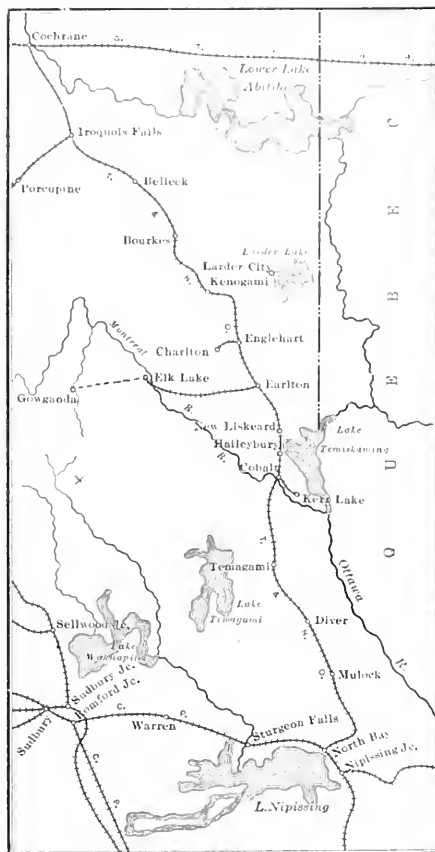 Cochrane
Lower Lake
Abitibi
Iroquois Falls
Porcupine
Belleck
Bourkes
Larder Lake
Larder City
Kenogami
Montreal
R.
R.
Charlton
Englehart
Elk Lake
Earlton
Gowganda
New Liskeard
Haileybury
Cobalt
Lake
Temiskaming
Kerr Lake
QUEBEC
Temagami
Lake
Temagami
Ottawa
R.
Diver
Mulock
Sellwood Jc.
Lake
Wannapitei
Sudbury Jc.
Romford Jc.
Sudbury
C.
P.
Warren
Sturgeon Falls
North Bay
Nipissing Jc.
L. Nipissing
C.
P.